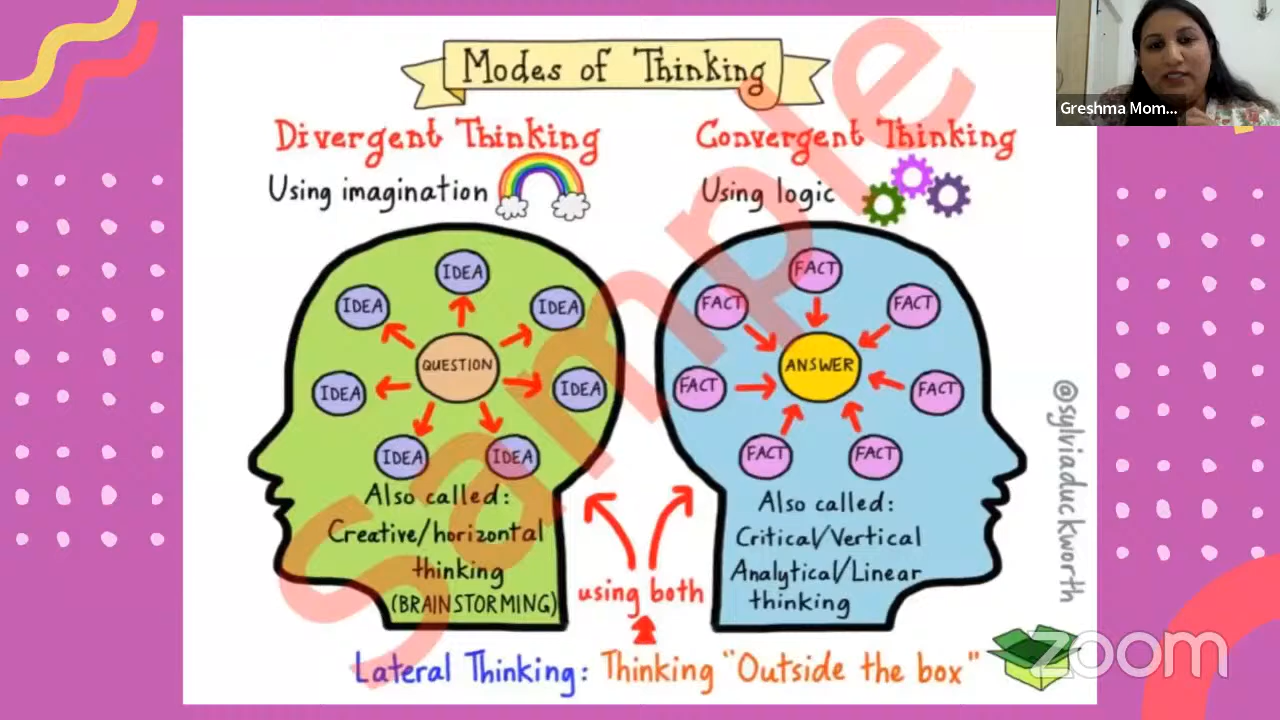 Modes of Thinking
Greshma Mom...
Divergent Thinking
Using imagination
Convergent Thinking
Using logic
IDEA
IDEA
IDEA
IDEA
IDEA
IDEA
IDEA
QUESTION
Also called:
Creative/horizontal
thinking
(BRAINSTORMING)
FACT
FACT
FACT
FACT
FACT
FACT
FACT
ANSWER
Also called:
Critical/Vertical
Analytical/Linear
thinking
using both
Lateral Thinking: Thinking "Outside the box"
@sylviaduckworth
Sample
zoom